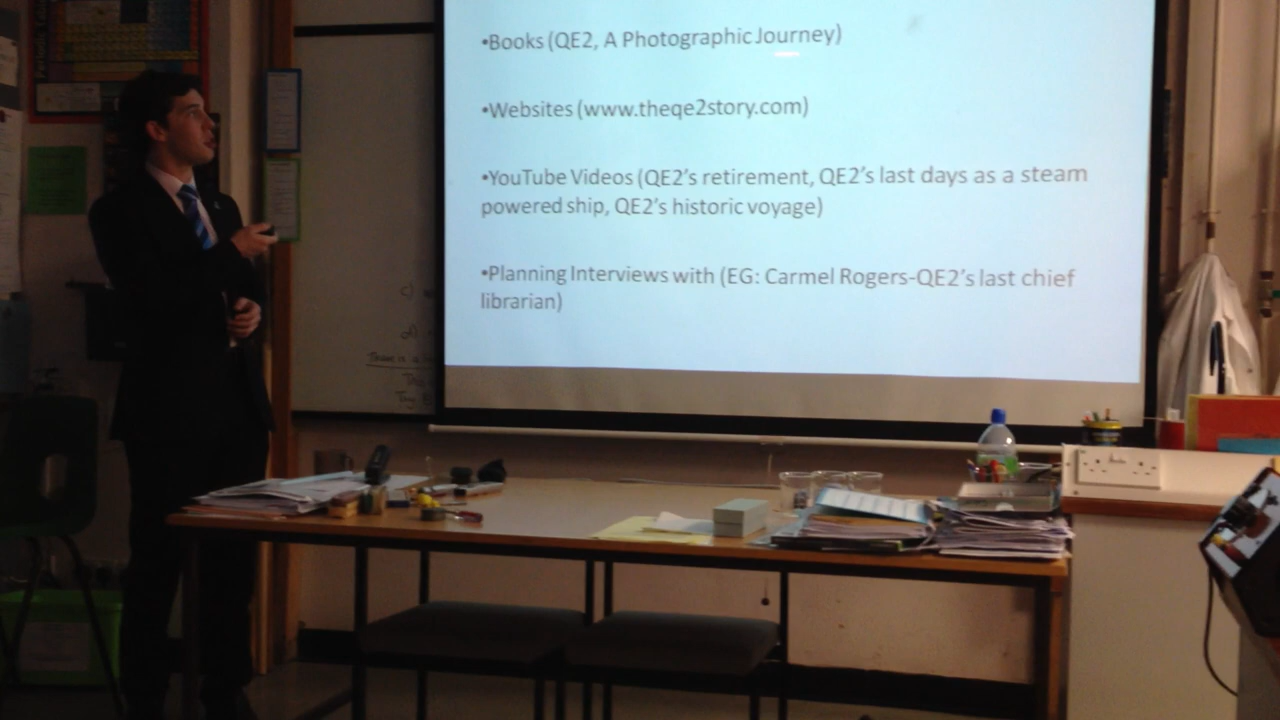 •Books (QE2, A Photographic Journey)
•Websites (www.theqe2story.com)
•YouTube Videos (QE2's retirement, QE2's last days as a steam
powered ship, QE2's historic voyage)
•Planning Interviews with (EG: Carmel Rogers-QE2's last chief
librarian)